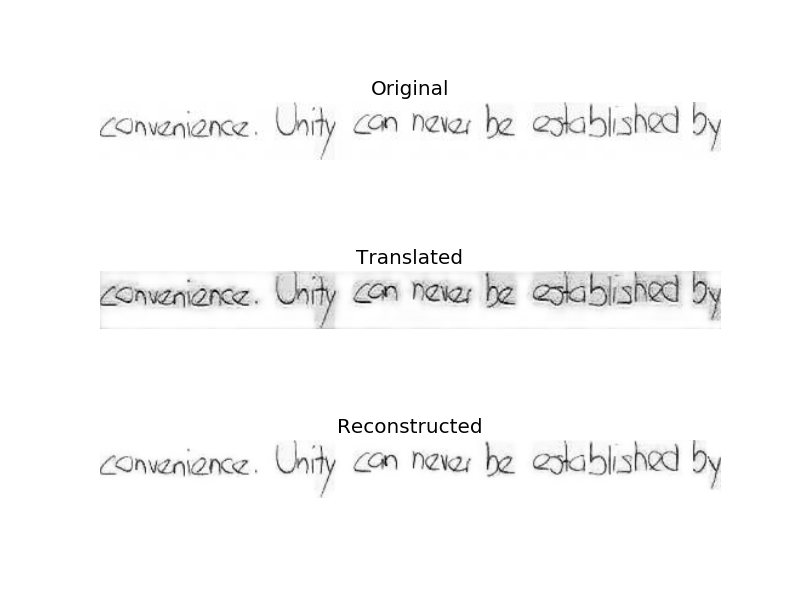 Original
convenience. Unity can never be established by
Translated
convenience. Unity can never be established by
Reconstructed
convenience. Unity can never be established by